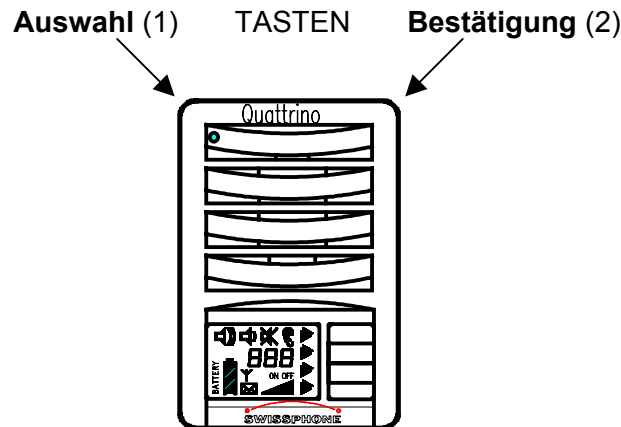 Auswahl (1) TASTEN Bestätigung (2)
Quattrino
888
BATTERY
ON OFF
SWISSPHONE